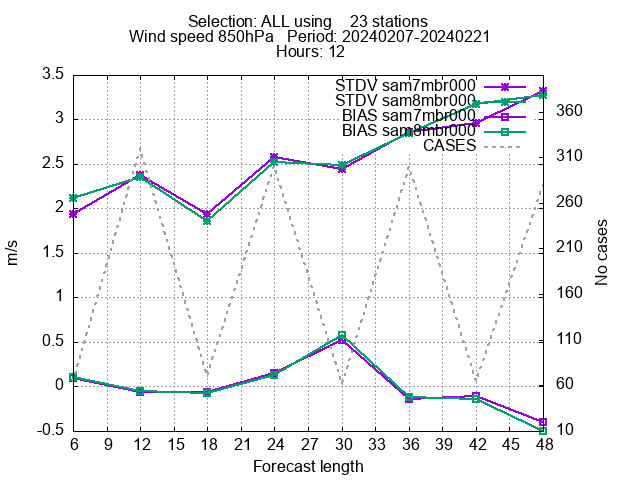 Selection: ALL using    23 stations
Wind speed 850hPa   Period: 20240207-20240221
Hours: 12
STDV sam7mbr000
STDV sam8mbr000
BIAS sam7mbr000
BIAS sam8mbr000
CASES
3.5
3
2.5
2
1.5
1
0.5
0
-0.5
m/s
360
310
260
210
160
110
60
10
No cases
6 9 12 15 18 21 24 27 30 33 36 39 42 45 48
Forecast length